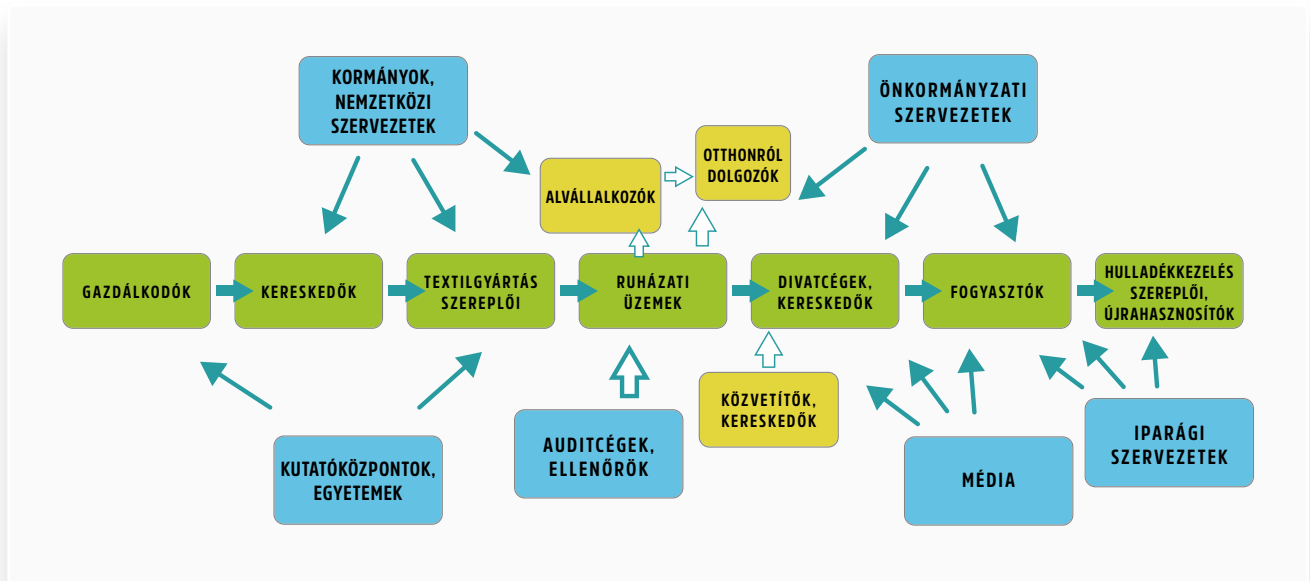 KORMÁNYOK,
NEMZETKÖZI
SZERVEZETEK
ÖNKORMÁNYZATI
SZERVEZETEK
OTTHONRÓL
DOLGOZÓK
ALVÁLLALKOZÓK
GAZDÁLKODÓK
KERESKEDŐK
TEXTILGYÁRTÁS
SZEREPLŐI
RUHÁZATI
ÜZEMEK
DIVATCÉGEK,
KERESKEDŐK
FOGYASZTÓK
HULLADÉKKEZELÉS
SZEREPLŐI,
ÚJRAHASZNOSÍTÓK
KÖZVETÍTŐK,
KERESKEDŐK
KUTATÓKÖZPONTOK,
EGYETEMEK
AUDITCÉGEK,
ELLENŐRÖK
MÉDIA
IPARÁGI
SZERVEZETEK